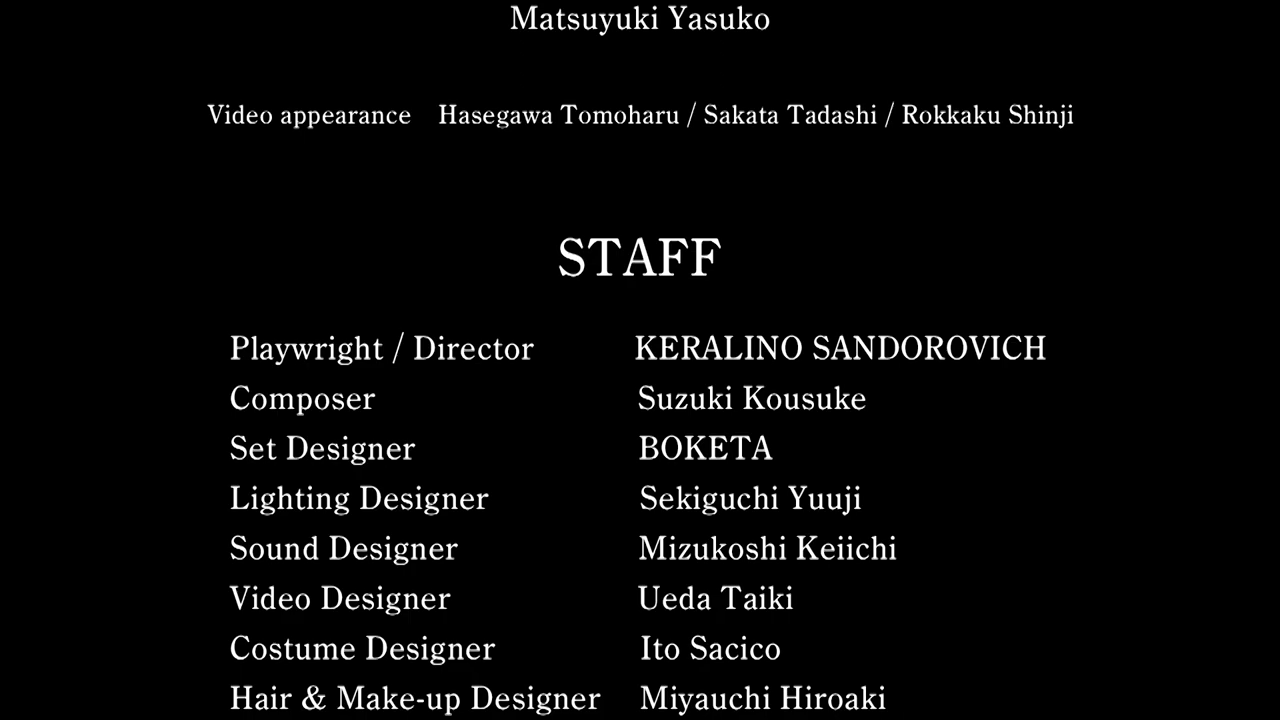 Matsuyuki Yasuko
Video appearance Hasegawa Tomoharu / Sakata Tadashi / Rokkaku Shinji
STAFF
Playwright / Director KERALINO SANDOROVICH
Composer Suzuki Kousuke
Set Designer BOKETA
Lighting Designer Sekiguchi Yuuji
Sound Designer Mizukoshi Keiichi
Video Designer Ueda Taiki
Costume Designer Ito Sacico
Hair & Make-up Designer Miyauchi Hiroaki